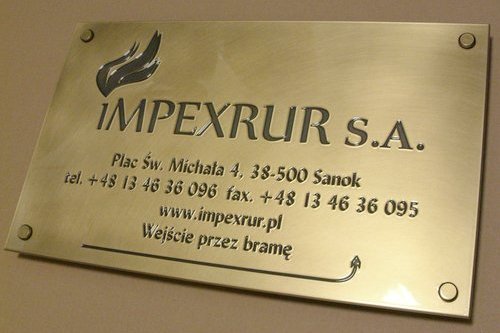 IMPEXRUR S.A.
Plac Św. Michała 4, 38-500 Sanok
tel. +48 13 46 36 096 fax. +48 13 46 36 095
www.impexrur.pl
Wejście przez bramę